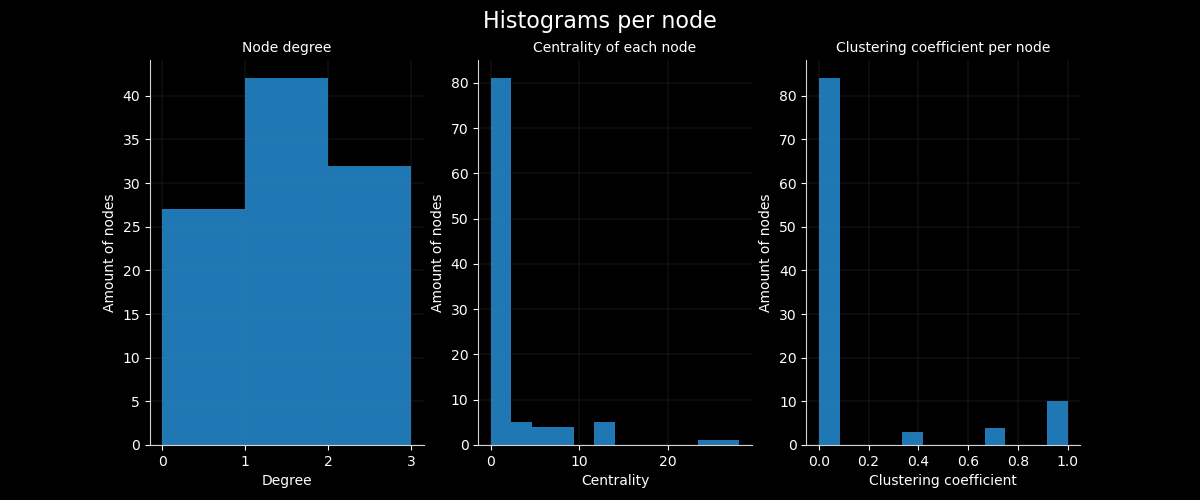 Histograms per node
Node degree
Amount of nodes
0
5
10
15
20
25
30
35
40
0 1 2 3
Degree
Centrality of each node
Amount of nodes
0
10
20
30
40
50
60
70
80
0 10 20
Centrality
Clustering coefficient per node
Amount of nodes
0
10
20
30
40
50
60
70
80
0.0 0.2 0.4 0.6 0.8 1.0
Clustering coefficient